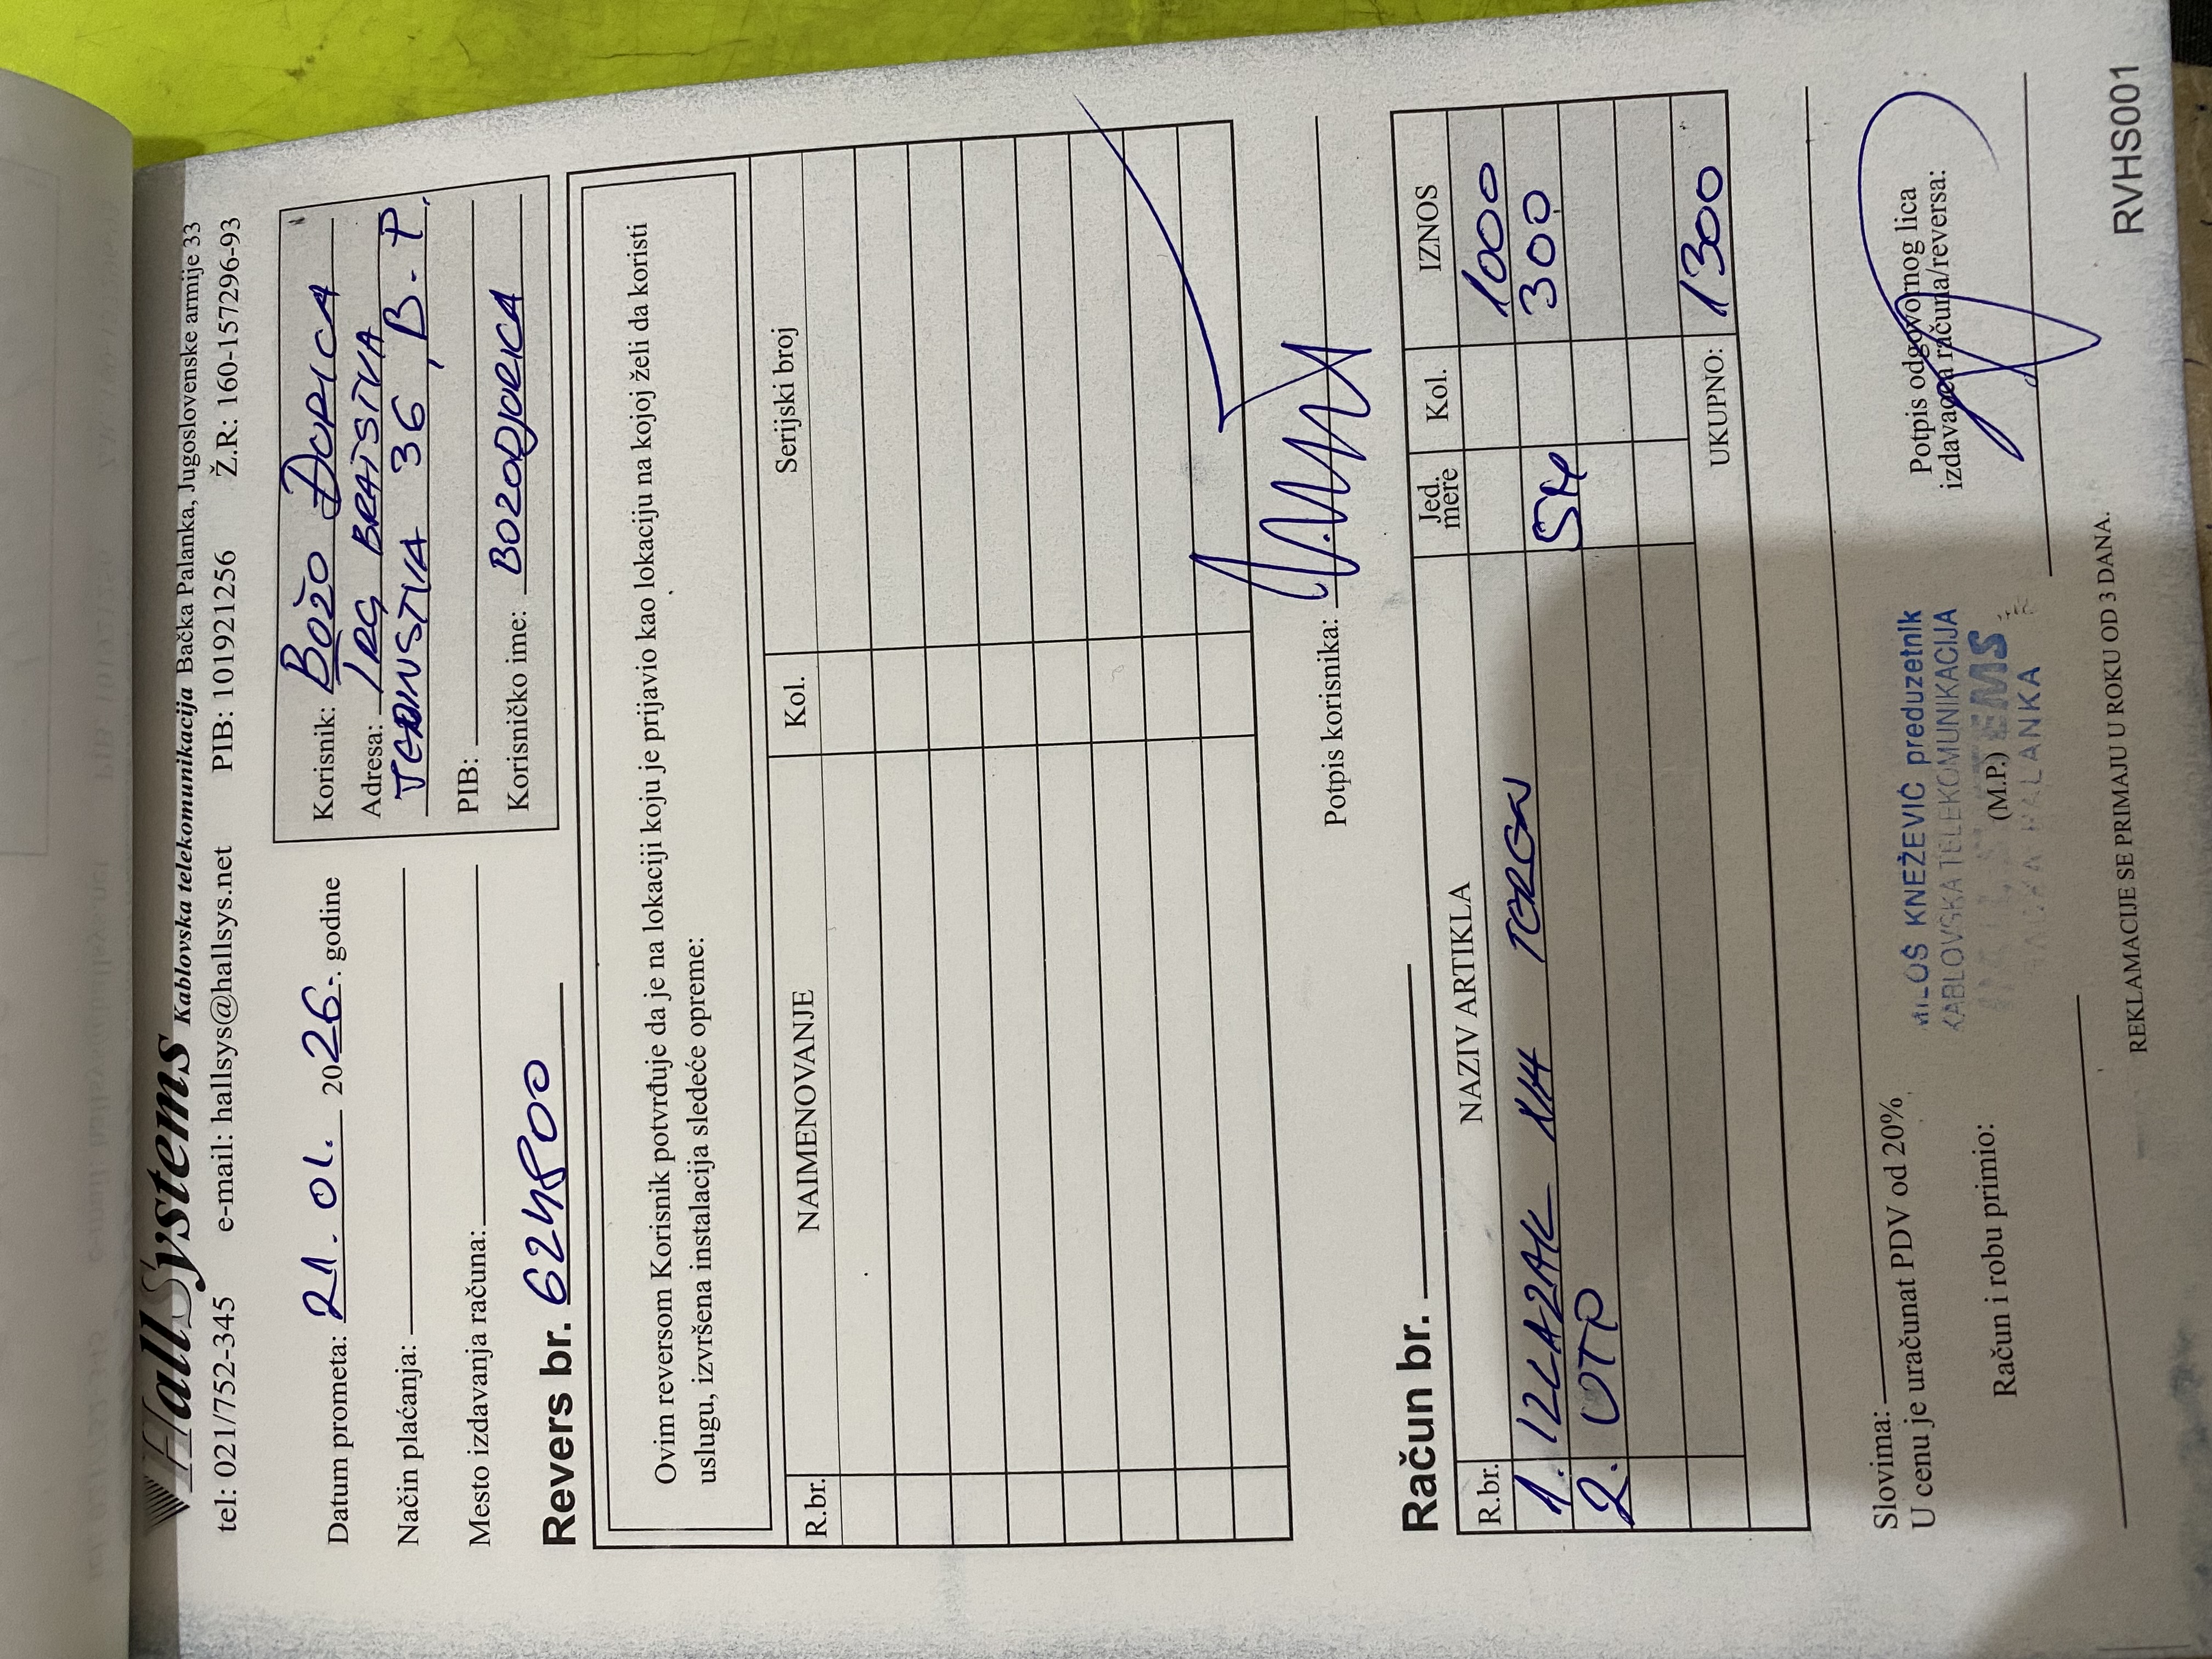 HallSystems Kablovska telekomunikacija Bačka Palanka, Jugoslovenske armije 33
tel: 021/752-345 e-mail: hallsys@hallsys.net PIB: 101921256 Ž.R: 160-157296-93
Datum prometa: 21. 01. 2026. godine
Način plaćanja:
Mesto izdavanja računa:
Korisnik: BOŽO ĐORICA
Adresa: TRG BRATSTVA
JEDINSTVA 36, B. P.
PIB:
Korisničko ime: BOZODJORICA
Revers br. 624500
Ovim reversom Korisnik potvrđuje da je na lokaciji koju je prijavio kao lokaciju na kojoj želi da koristi
uslugu, izvršena instalacija sledeće opreme:
R.br. NAIMENOVANJE Kol. Serijski broj
Potpis korisnika:
Račun br.
R.br. NAZIV ARTIKLA Jed. mere Kol. IZNOS
1. IZLAZAK NA TEREN 1000
2. UTP 5M 300
UKUPNO: 1300
Slovima:
U cenu je uračunat PDV od 20%
Račun i robu primio:
MILOŠ KNEŽEVIĆ preduzetnik
KABLOVSKA TELEKOMUNIKACIJA
(M.P.)
PALANKA
Potpis odgovornog lica
izdavaoca računa/reversa:
REKLAMACIJE SE PRIMAJU U ROKU OD 3 DANA.
RVHS001